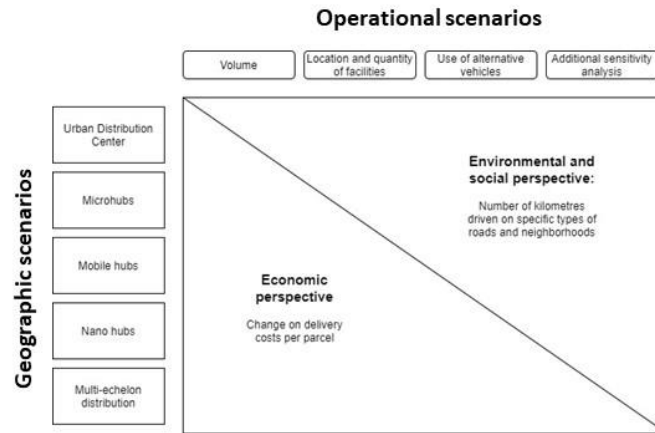 Operational scenarios
Volume
Location and quantity
of facilities
Use of alternative
vehicles
Additional sensitivity
analysis
Geographic scenarios
Urban Distribution
Center
Microhubs
Mobile hubs
Nano hubs
Multi-echelon
distribution
Environmental and
social perspective:
Number of kilometres
driven on specific types of
roads and neighborhoods
Economic
perspective
Change on delivery
costs per parcel